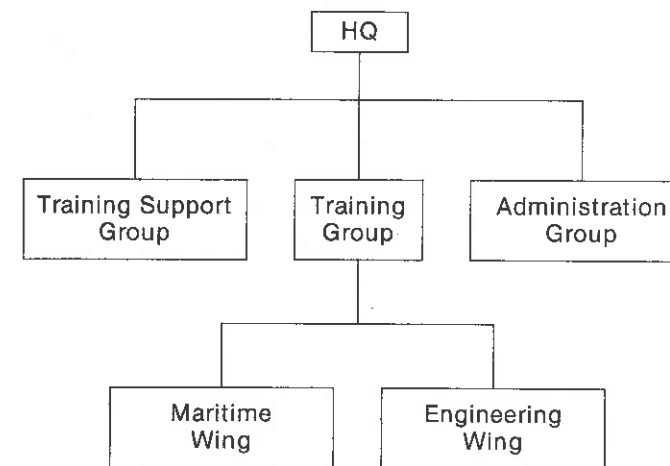 HQ
Training Support
Group
Training
Group
Administration
Group
Maritime
Wing
Engineering
Wing